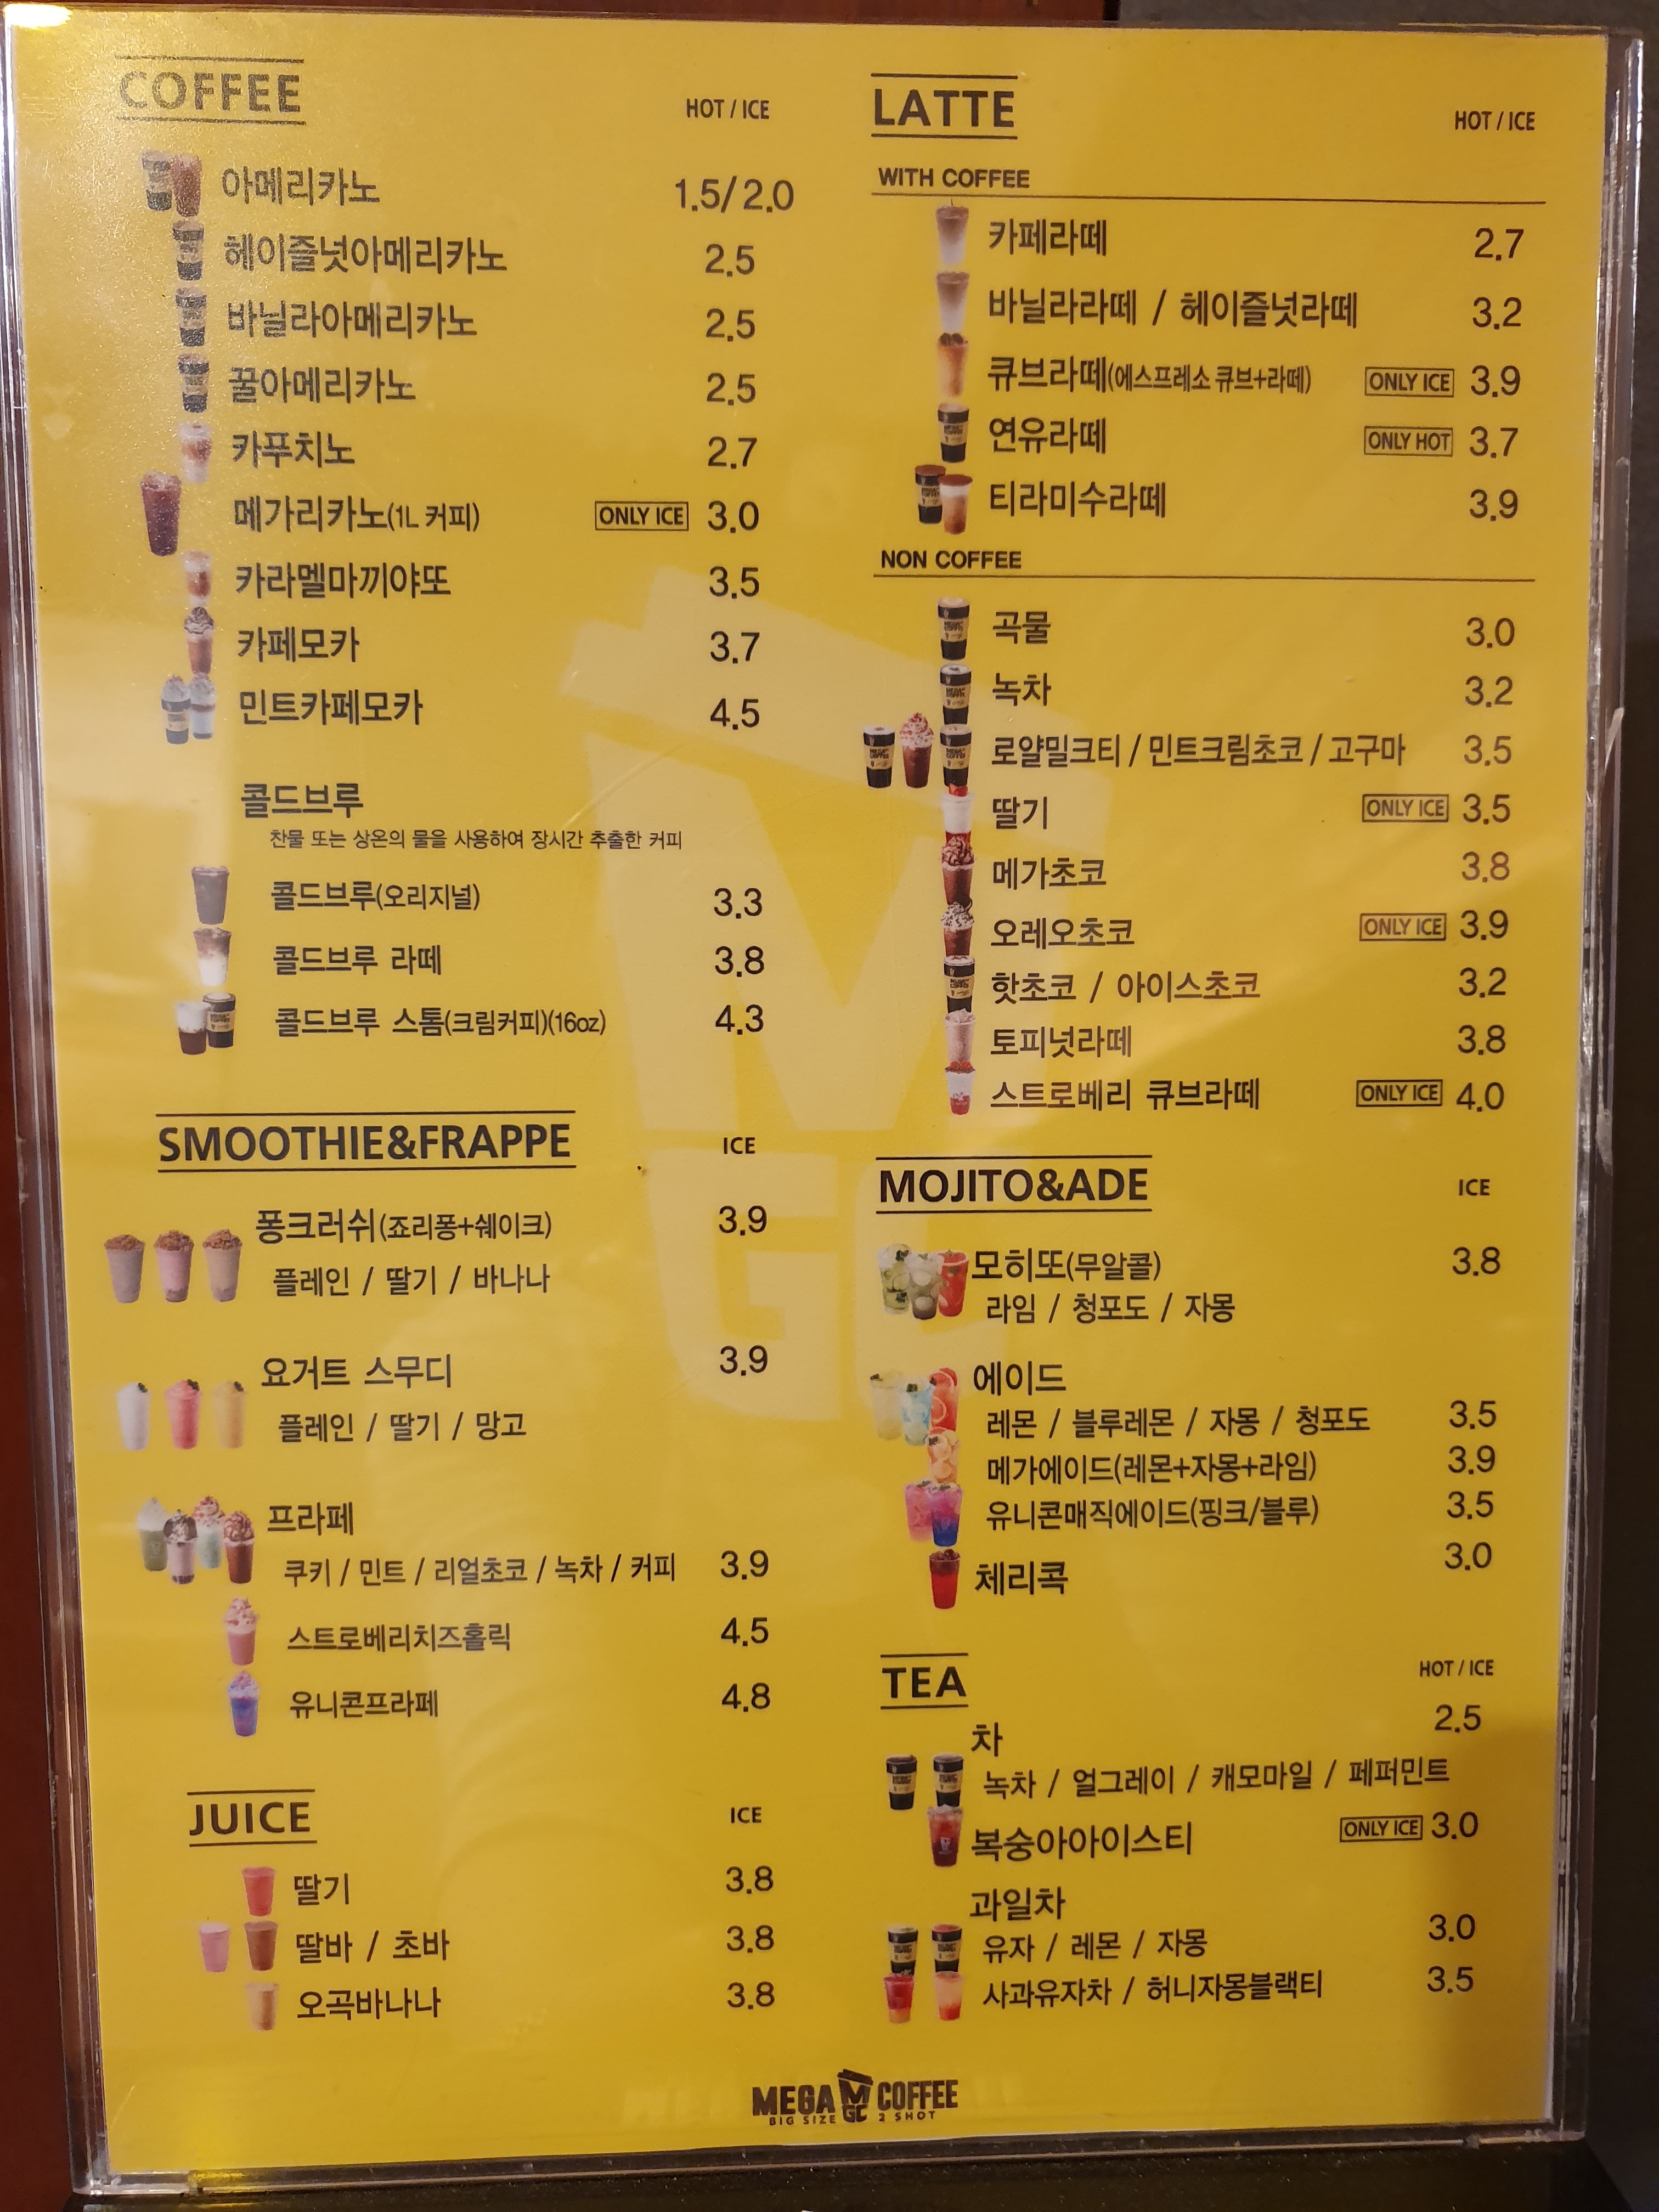 COFFEE
HOT / ICE
아메리카노 1.5/2.0
헤이즐넛아메리카노 2.5
바닐라아메리카노 2.5
꿀아메리카노 2.5
카푸치노 2.7
메가리카노(1L 커피) ONLY ICE 3.0
카라멜마끼야또 3.5
카페모카 3.7
민트카페모카 4.5
콜드브루
찬물 또는 상온의 물을 사용하여 장시간 추출한 커피
콜드브루(오리지널) 3.3
콜드브루 라떼 3.8
콜드브루 스톰(크림커피)(16oz) 4.3
SMOOTHIE&FRAPPE
ICE
퐁크러쉬(죠리퐁+쉐이크) 3.9
플레인 / 딸기 / 바나나
요거트 스무디 3.9
플레인 / 딸기 / 망고
프라페
쿠키 / 민트 / 리얼초코 / 녹차 / 커피 3.9
스트로베리치즈홀릭 4.5
유니콘프라페 4.8
JUICE
ICE
딸기 3.8
딸바 / 초바 3.8
오곡바나나 3.8
LATTE
HOT / ICE
WITH COFFEE
카페라떼 2.7
바닐라라떼 / 헤이즐넛라떼 3.2
큐브라떼(에스프레소 큐브+라떼) ONLY ICE 3.9
연유라떼 ONLY HOT 3.7
티라미수라떼 3.9
NON COFFEE
곡물 3.0
녹차 3.2
로얄밀크티 / 민트크림초코 / 고구마 3.5
딸기 ONLY ICE 3.5
메가초코 3.8
오레오초코 ONLY ICE 3.9
핫초코 / 아이스초코 3.2
토피넛라떼 3.8
스트로베리 큐브라떼 ONLY ICE 4.0
MOJITO&ADE
ICE
모히또(무알콜) 3.8
라임 / 청포도 / 자몽
에이드
레몬 / 블루레몬 / 자몽 / 청포도 3.5
메가에이드(레몬+자몽+라임) 3.9
유니콘매직에이드(핑크/블루) 3.5
체리콕 3.0
TEA
HOT / ICE
차 2.5
녹차 / 얼그레이 / 캐모마일 / 페퍼민트
복숭아아이스티 ONLY ICE 3.0
과일차
유자 / 레몬 / 자몽 3.0
사과유자차 / 허니자몽블랙티 3.5
MEGA MGC COFFEE
BIG SIZE 2 SHOT